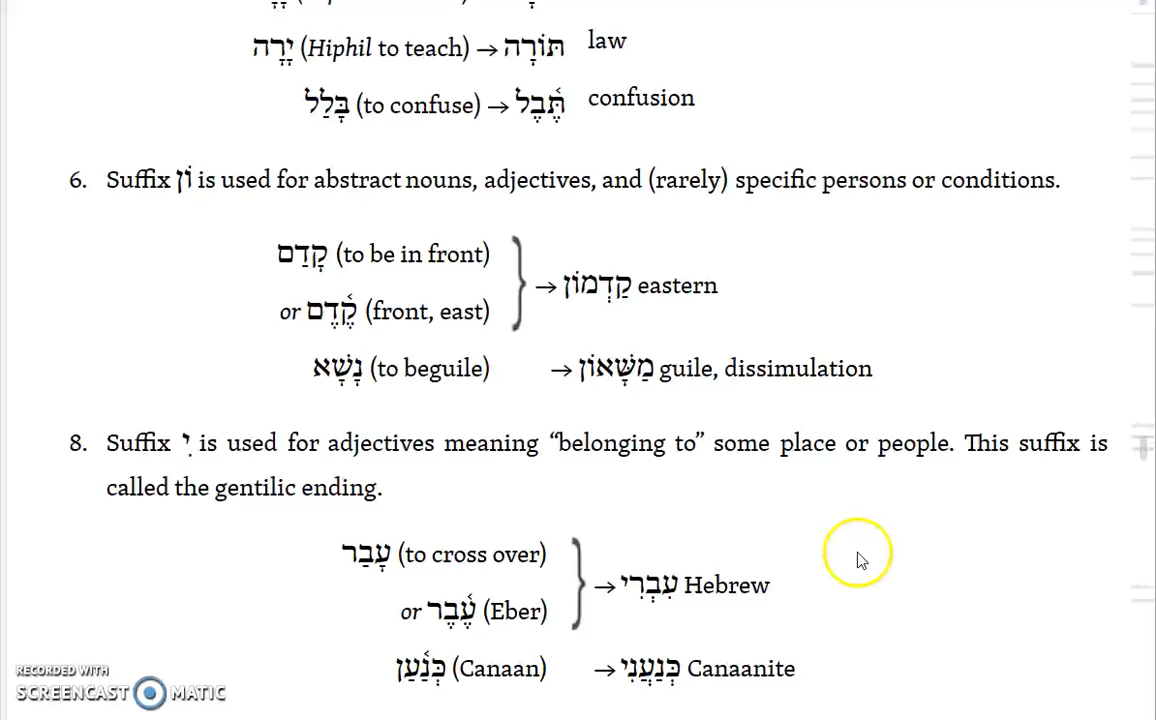 יָרָה (Hiphil to teach) → תּוֹרָה law
בָּלַל (to confuse) → תֶּ֫בֶל confusion
6. Suffix וֹן is used for abstract nouns, adjectives, and (rarely) specific persons or conditions.
קָדַם (to be in front)
→ קַדְמוֹן eastern
or קֶ֫דֶם (front, east)
נָשָׁא (to beguile) → מַשָּׁאוֹן guile, dissimulation
8. Suffix ִי is used for adjectives meaning “belonging to” some place or people. This suffix is
called the gentilic ending.
עָבַר (to cross over)
→ עִבְרִי Hebrew
or עֶ֫בֶר (Eber)
כְּנַ֫עַן (Canaan) → כְּנַעֲנִי Canaanite
RECORDED WITH
SCREENCAST MATIC